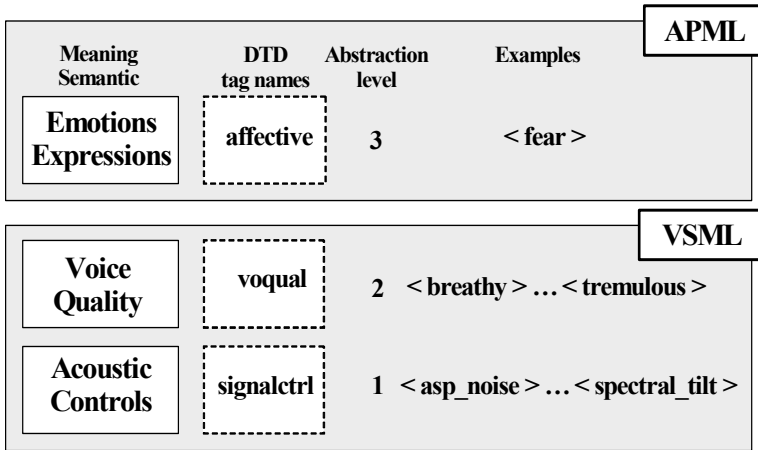 APML
Meaning Semantic
DTD tag names
Abstraction level
Examples
Emotions
Expressions
affective
3
< fear >
VSML
Voice
Quality
voqual
2
< breathy > … < tremulous >
Acoustic
Controls
signalctrl
1
< asp_noise > … < spectral_tilt >